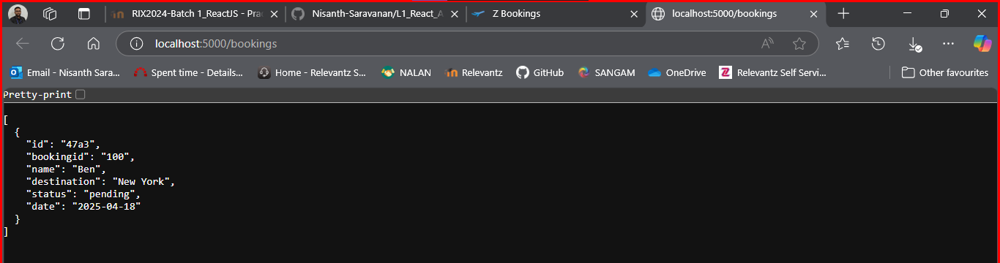 RIX2024-Batch 1_ReactJS - Prac
Nisanth-Saravanan/L1_React_A
Z Bookings
localhost:5000/bookings
localhost:5000/bookings
Email - Nisanth Sara...
Spent time - Details...
Home - Relevantz S...
NALAN
Relevantz
GitHub
SANGAM
OneDrive
Relevantz Self Servi...
Other favourites
Pretty-print
[
{
"id": "47a3",
"bookingid": "100",
"name": "Ben",
"destination": "New York",
"status": "pending",
"date": "2025-04-18"
}
]